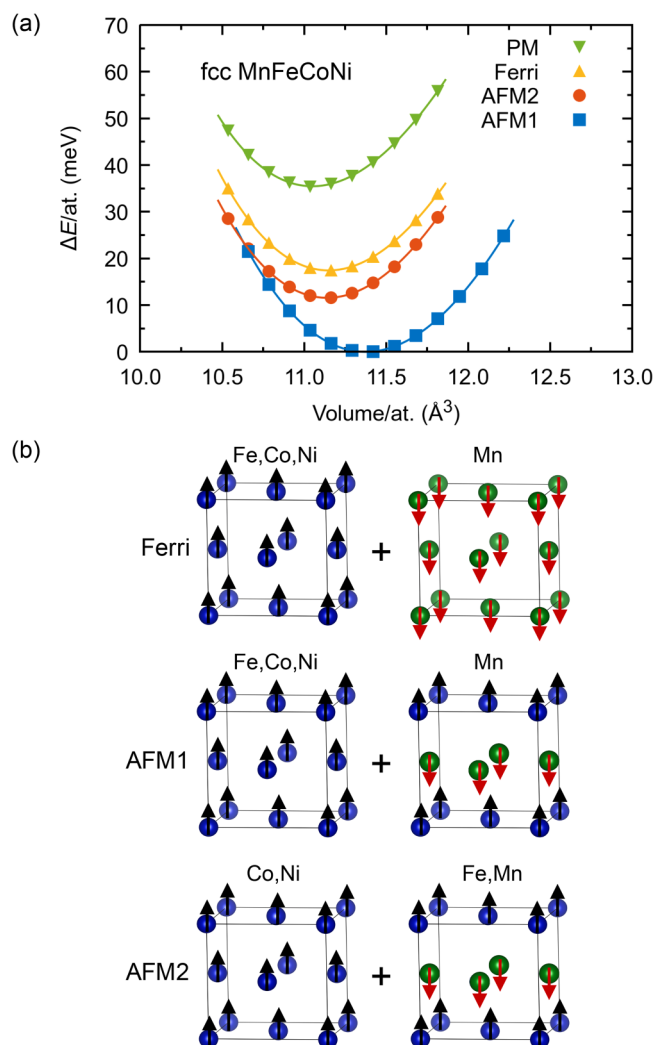 (a)
70
60
50
40
30
20
10
0
ΔE/at. (meV)
fcc MnFeCoNi
PM
Ferri
AFM2
AFM1
10.0 10.5 11.0 11.5 12.0 12.5 13.0
Volume/at. (Å³)
(b)
Fe,Co,Ni Mn
Ferri +
Fe,Co,Ni Mn
AFM1 +
Co,Ni Fe,Mn
AFM2 +